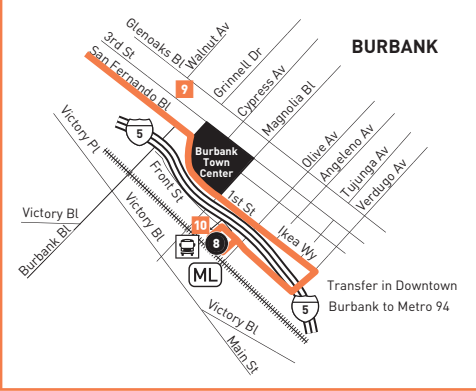 BURBANK
Glenoaks Bl
Walnut Av
3rd St
Grinnell Dr
San Fernando Bl
Cypress Av
9
Magnolia Bl
Victory Pl
5
Burbank
Town
Center
Olive Av
Angeleno Av
Tujunga Av
Verdugo Av
Front St
1st St
Victory Bl
Victory Bl
Burbank Bl
10
8
Ikea Wy
ML
Transfer in Downtown
Burbank to Metro 94
5
Victory Bl
Main St